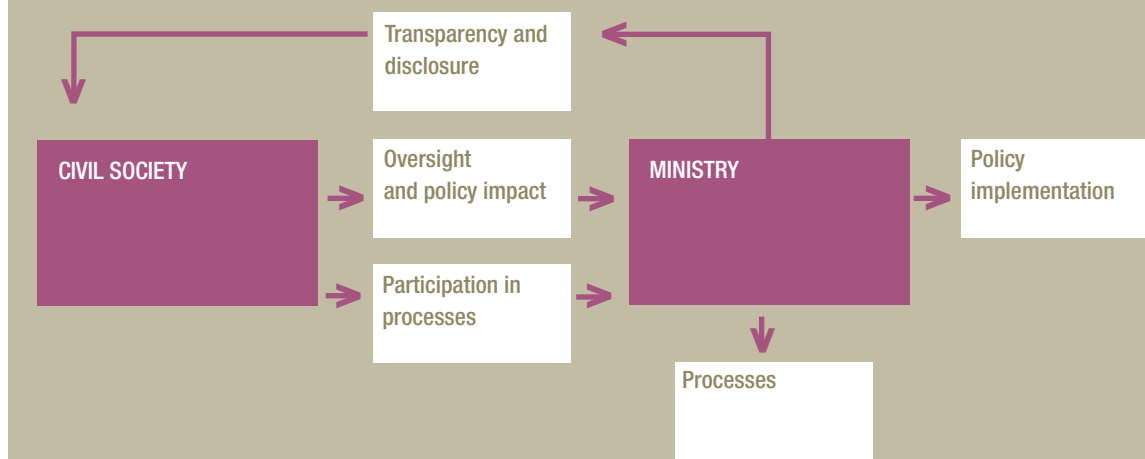 Transparency and
disclosure
CIVIL SOCIETY
Oversight
and policy impact
MINISTRY
Policy
implementation
Participation in
processes
Processes